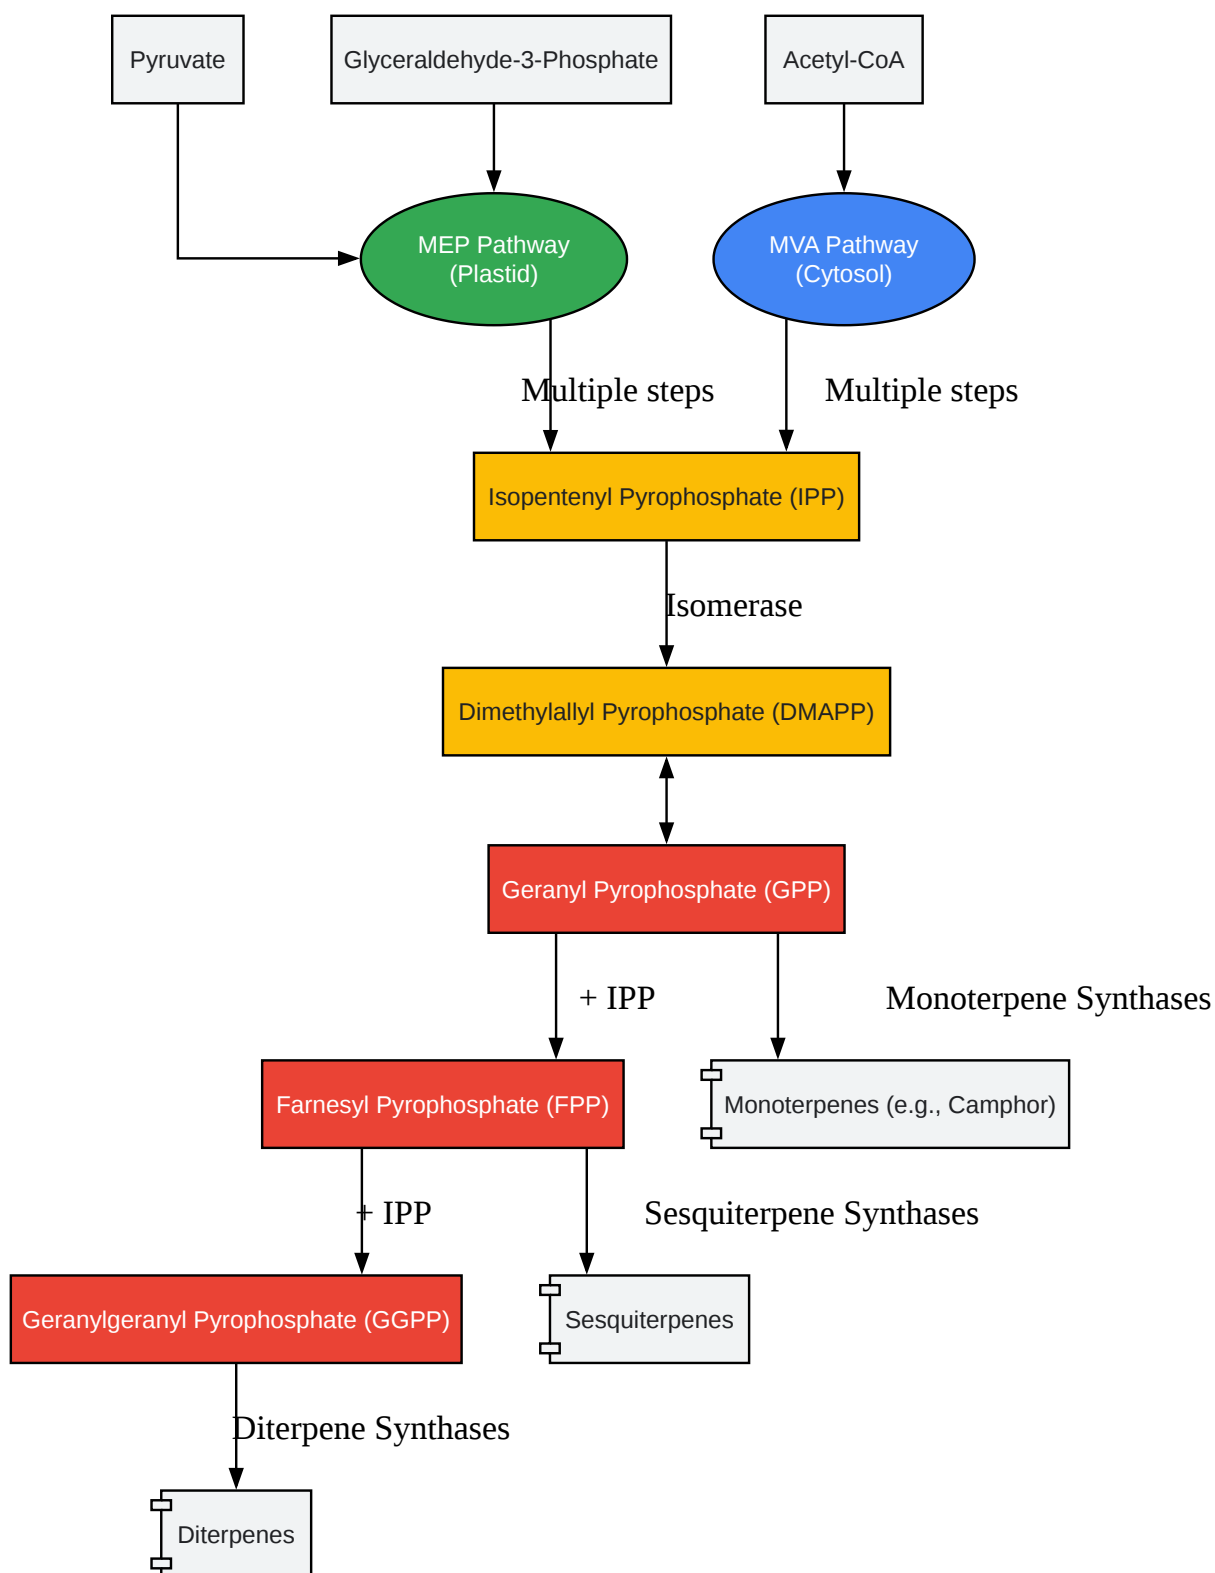 Pyruvate
Glyceraldehyde-3-Phosphate
Acetyl-CoA
MEP Pathway
(Plastid)
MVA Pathway
(Cytosol)
Multiple steps
Multiple steps
Isopentenyl Pyrophosphate (IPP)
Isomerase
Dimethylallyl Pyrophosphate (DMAPP)
Geranyl Pyrophosphate (GPP)
+ IPP
Monoterpene Synthases
Farnesyl Pyrophosphate (FPP)
Monoterpenes (e.g., Camphor)
+ IPP
Sesquiterpene Synthases
Geranylgeranyl Pyrophosphate (GGPP)
Sesquiterpenes
Diterpene Synthases
Diterpenes